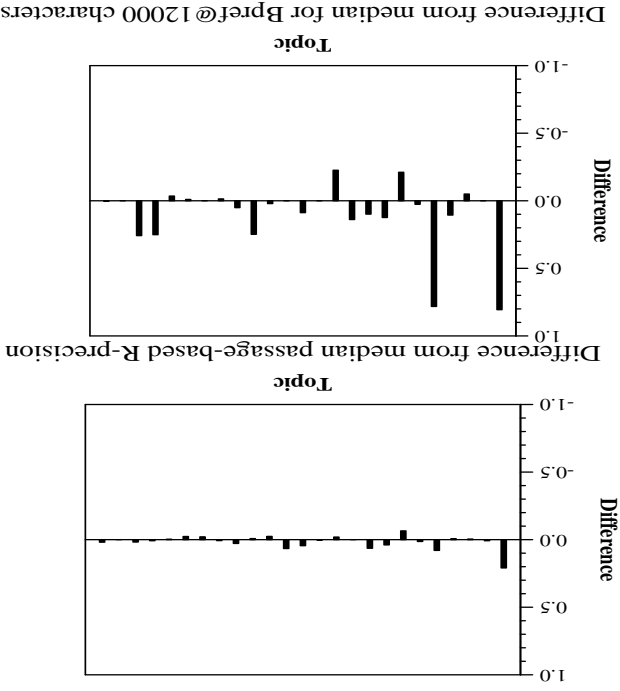 1.0
0.5
0.0
-0.5
-1.0
Difference
Topic
Difference from median passage-based R-precision
1.0
0.5
0.0
-0.5
-1.0
Difference
Topic
Difference from median for Bpref@12000 characters